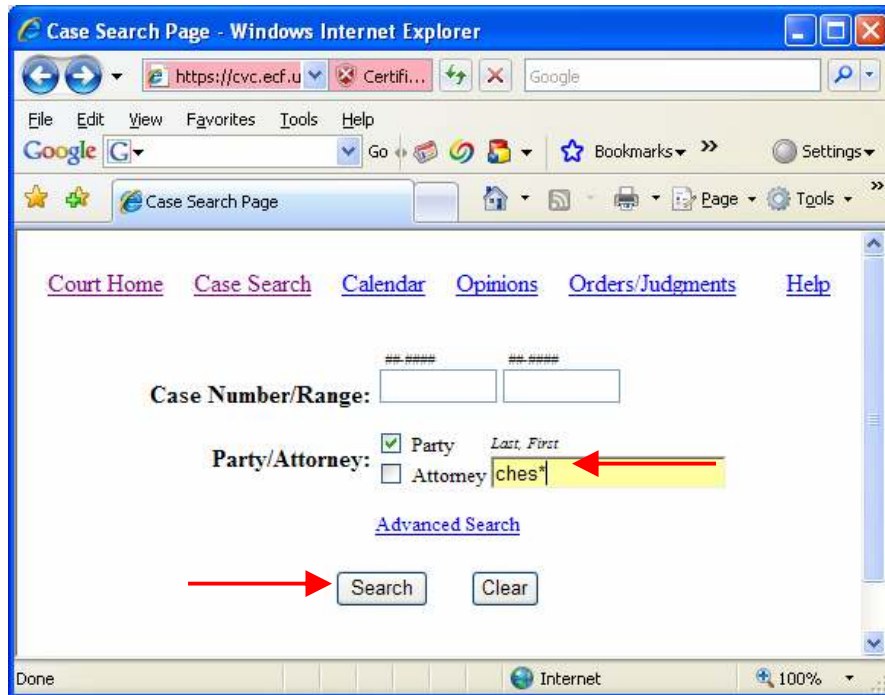 Case Search Page - Windows Internet Explorer
https://cvc.ecf.u Certifi... Google
File Edit View Favorites Tools Help
Google G Go Bookmarks >> Settings
Case Search Page Page Tools >>
Court Home Case Search Calendar Opinions Orders/Judgments Help
##-#### ##-####
Case Number/Range:
Party Last, First
Party/Attorney:
Attorney ches*
Advanced Search
Search Clear
Done Internet 100%